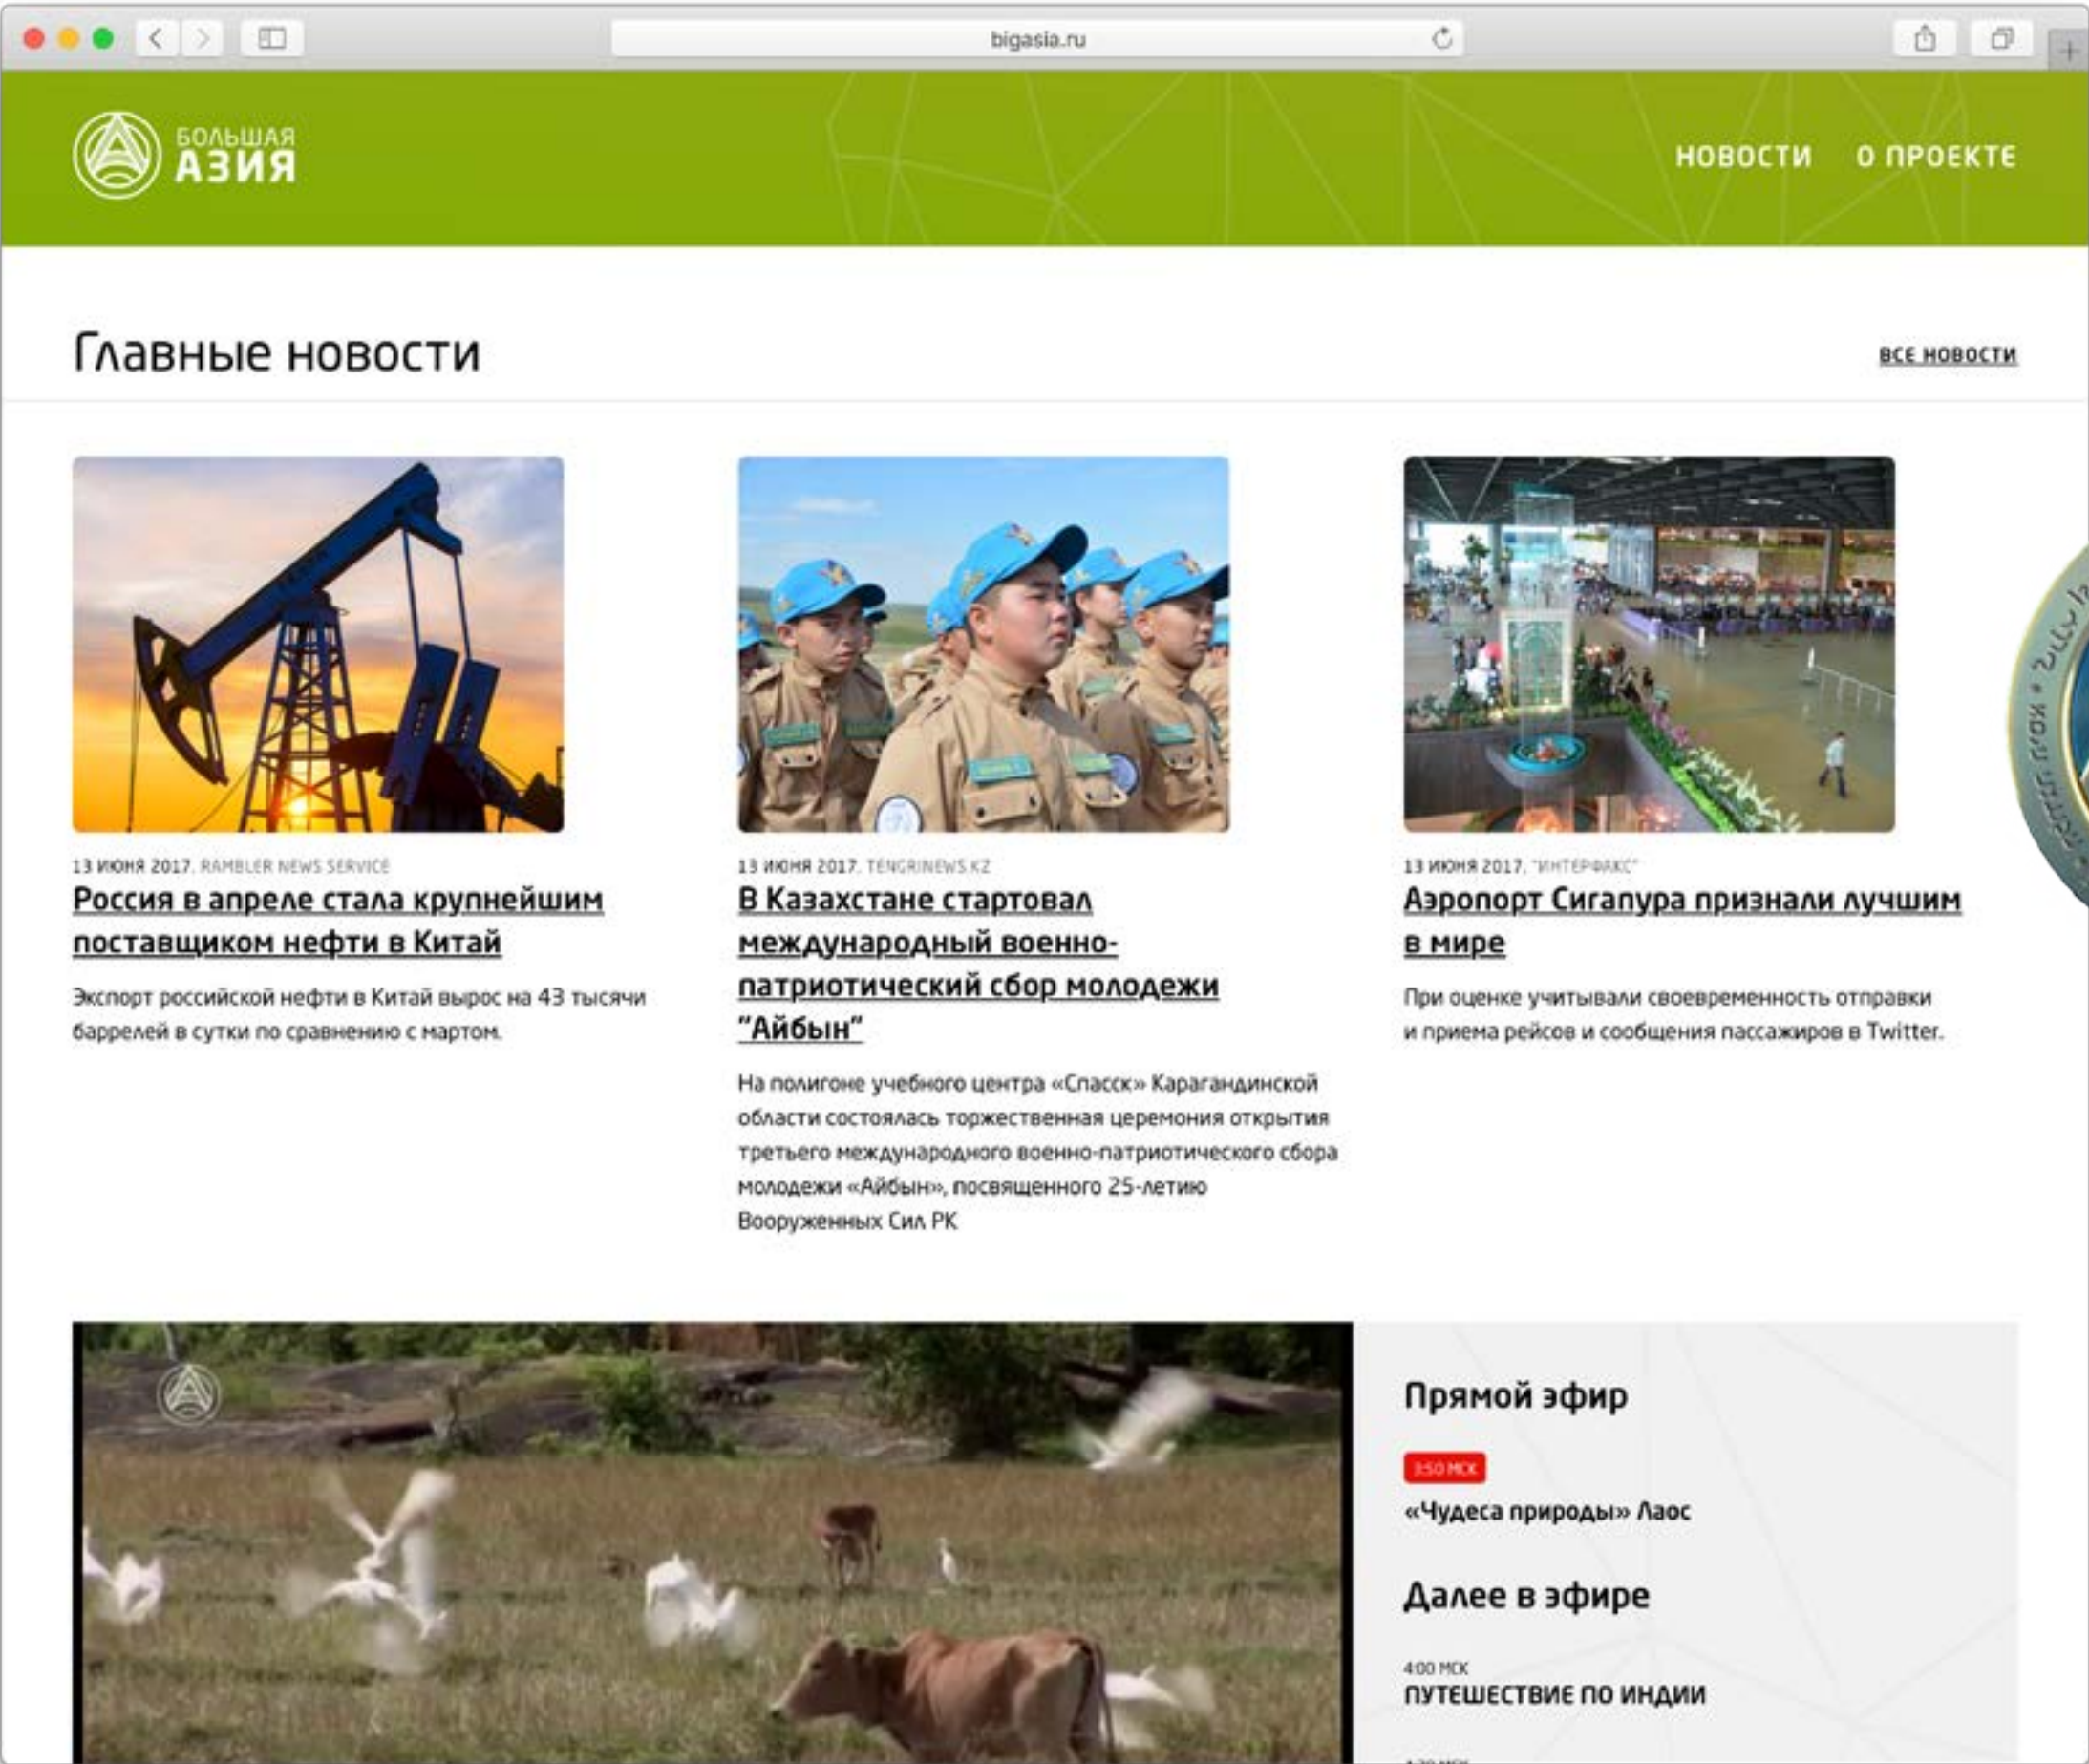 bigasia.ru
БОЛЬШАЯ
АЗИЯ
НОВОСТИ
О ПРОЕКТЕ
Главные новости
ВСЕ НОВОСТИ
13 ИЮНЯ 2017, RAMBLER NEWS SERVICE
Россия в апреле стала крупнейшим
поставщиком нефти в Китай
Экспорт российской нефти в Китай вырос на 43 тысячи
баррелей в сутки по сравнению с мартом.
13 ИЮНЯ 2017, TENGRINEWS.KZ
В Казахстане стартовал
международный военно-
патриотический сбор молодежи
"Айбын"
На полигоне учебного центра «Спасск» Карагандинской
области состоялась торжественная церемония открытия
третьего международного военно-патриотического сбора
молодежи «Айбын», посвященного 25-летию
Вооруженных Сил РК
13 ИЮНЯ 2017, "ИНТЕРФАКС"
Аэропорт Сигапура признали лучшим
в мире
При оценке учитывали своевременность отправки
и приема рейсов и сообщения пассажиров в Twitter.
Прямой эфир
3:50 МСК
«Чудеса природы» Лаос
Далее в эфире
4:00 МСК
ПУТЕШЕСТВИЕ ПО ИНДИИ